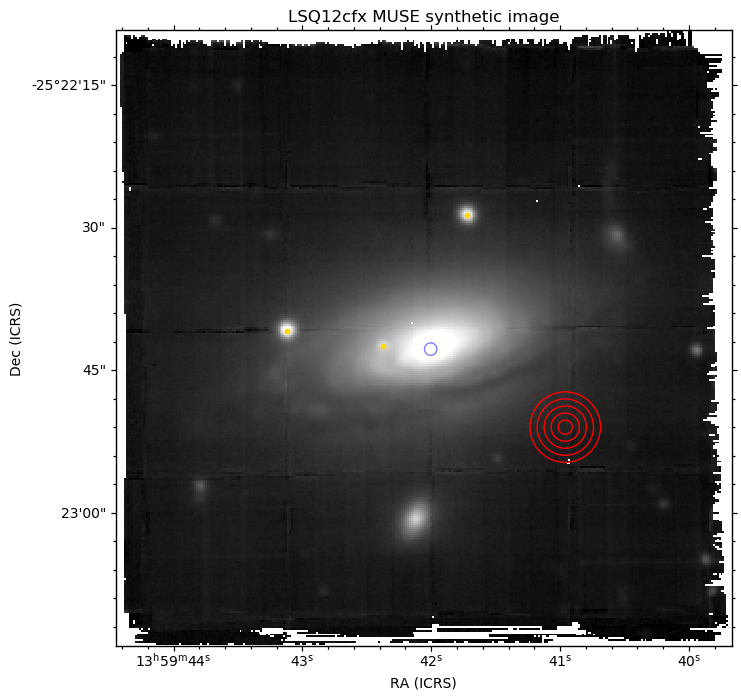 LSQ12cfx MUSE synthetic image
-25°22'15"
30"
45"
23'00"
Dec (ICRS)
13ʰ59ᵐ44ˢ
43ˢ
42ˢ
41ˢ
40ˢ
RA (ICRS)